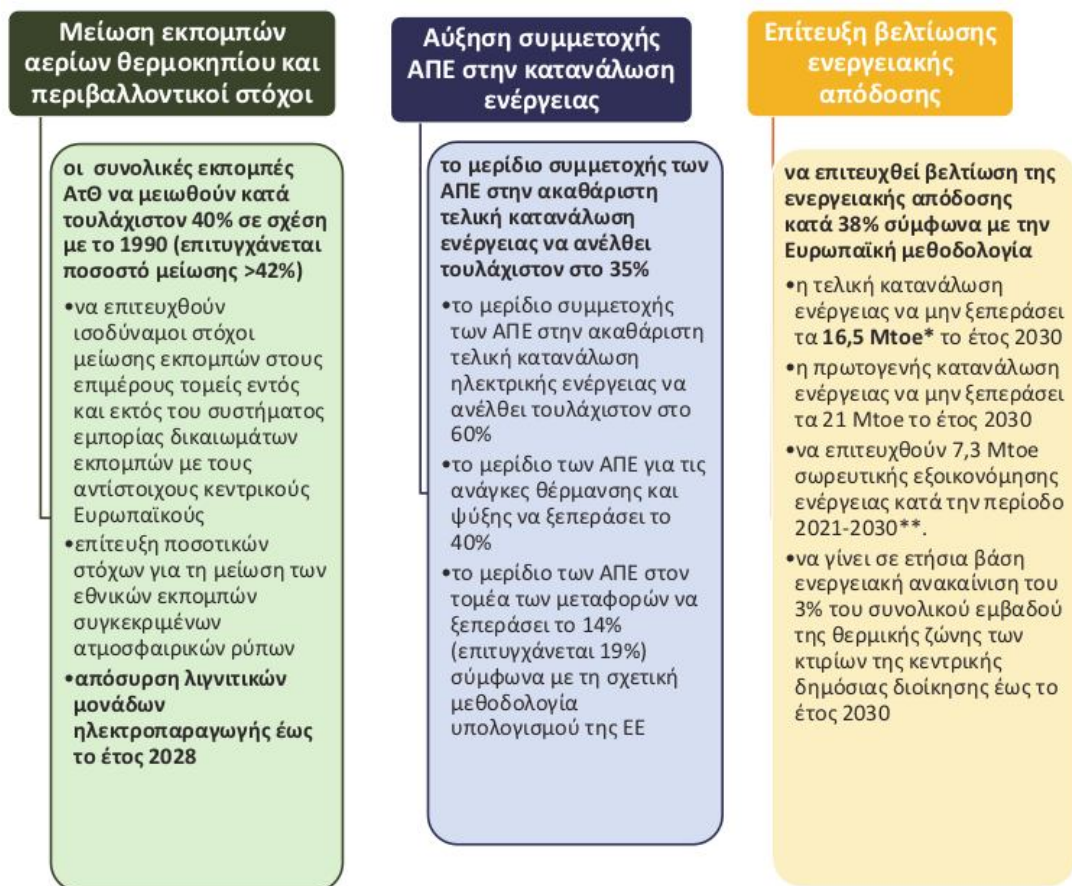 Μείωση εκπομπών
αερίων θερμοκηπίου και
περιβαλλοντικοί στόχοι
οι συνολικές εκπομπές
ΑτΘ να μειωθούν κατά
τουλάχιστον 40% σε σχέση
με το 1990 (επιτυγχάνεται
ποσοστό μείωσης >42%)
•να επιτευχθούν
ισοδύναμοι στόχοι
μείωσης εκπομπών στους
επιμέρους τομείς εντός
και εκτός του συστήματος
εμπορίας δικαιωμάτων
εκπομπών με τους
αντίστοιχους κεντρικούς
Ευρωπαϊκούς
•επίτευξη ποσοτικών
στόχων για τη μείωση των
εθνικών εκπομπών
συγκεκριμένων
ατμοσφαιρικών ρύπων
•απόσυρση λιγνιτικών
μονάδων
ηλεκτροπαραγωγής έως
το έτος 2028
Αύξηση συμμετοχής
ΑΠΕ στην κατανάλωση
ενέργειας
το μερίδιο συμμετοχής των
ΑΠΕ στην ακαθάριστη
τελική κατανάλωση
ενέργειας να ανέλθει
τουλάχιστον στο 35%
•το μερίδιο συμμετοχής
των ΑΠΕ στην ακαθάριστη
τελική κατανάλωση
ηλεκτρικής ενέργειας να
ανέλθει τουλάχιστον στο
60%
•το μερίδιο των ΑΠΕ για τις
ανάγκες θέρμανσης και
ψύξης να ξεπεράσει το
40%
•το μερίδιο των ΑΠΕ στον
τομέα των μεταφορών να
ξεπεράσει το 14%
(επιτυγχάνεται 19%)
σύμφωνα με τη σχετική
μεθοδολογία
υπολογισμού της ΕΕ
Επίτευξη βελτίωσης
ενεργειακής
απόδοσης
να επιτευχθεί βελτίωση της
ενεργειακής απόδοσης
κατά 38% σύμφωνα με την
Ευρωπαϊκή μεθοδολογία
•η τελική κατανάλωση
ενέργειας να μην ξεπεράσει
τα 16,5 Mtoe* το έτος 2030
•η πρωτογενής κατανάλωση
ενέργειας να μην ξεπεράσει
τα 21 Mtoe το έτος 2030
•να επιτευχθούν 7,3 Mtoe
σωρευτικής εξοικονόμησης
ενέργειας κατά την περίοδο
2021-2030**.
•να γίνει σε ετήσια βάση
ενεργειακή ανακαίνιση του
3% του συνολικού εμβαδού
της θερμικής ζώνης των
κτιρίων της κεντρικής
δημόσιας διοίκησης έως το
έτος 2030